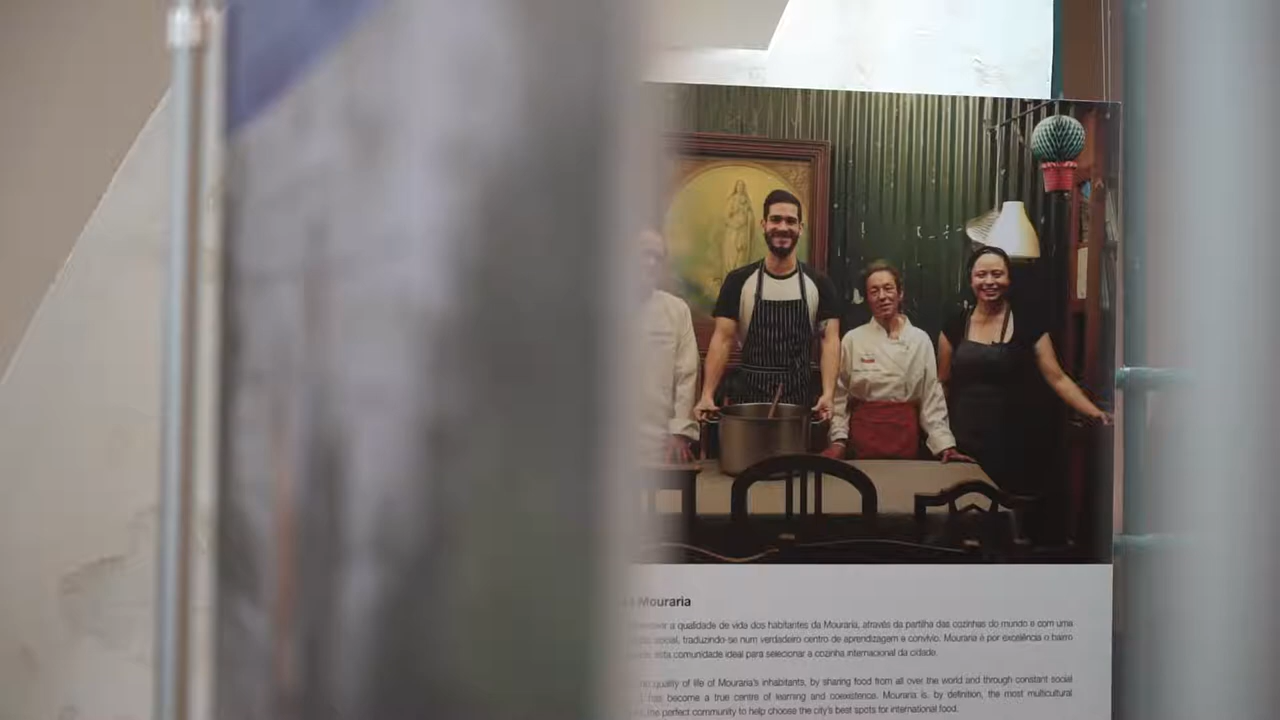 Mouraria
a qualidade de vida dos habitantes da Mouraria, através da partilha das cozinhas do mundo e com uma
social, traduzindo-se num verdadeiro centro de aprendizagem e convívio. Mouraria é por excelência o bairro
esta comunidade ideal para selecionar a cozinha internacional da cidade.
quality of life of Mouraria's inhabitants, by sharing food from all over the world and through constant social
has become a true centre of learning and coexistence. Mouraria is, by definition, the most multicultural
the perfect community to help choose the city's best spots for international food.